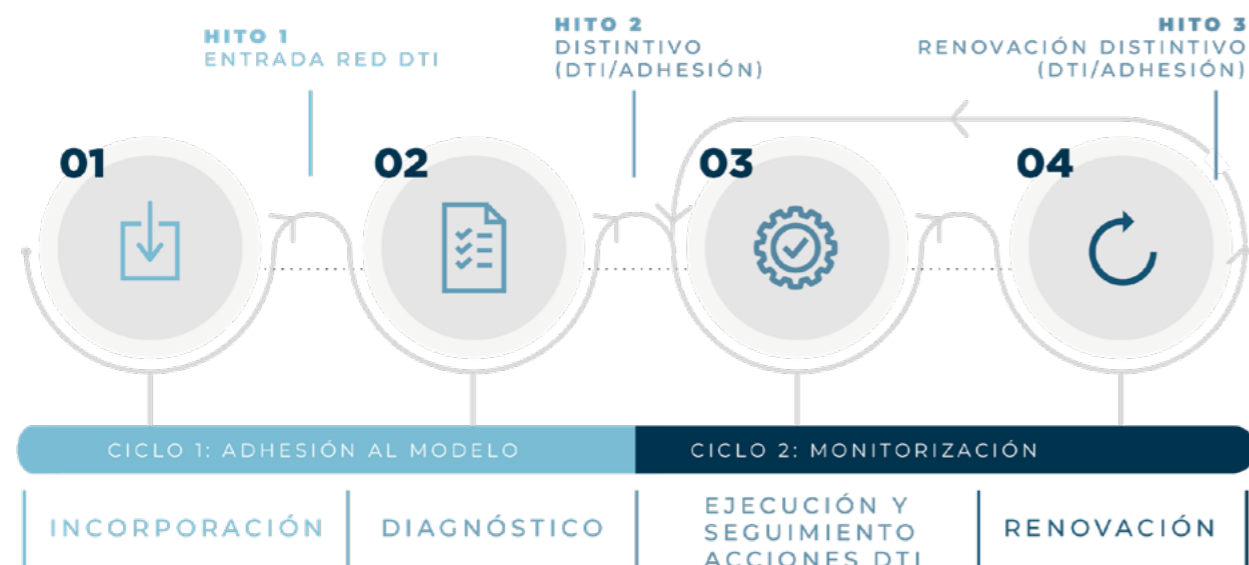 HITO 1
ENTRADA RED DTI
HITO 2
DISTINTIVO
(DTI/ADHESIÓN)
HITO 3
RENOVACIÓN DISTINTIVO
(DTI/ADHESIÓN)
01
02
03
04
CICLO 1: ADHESIÓN AL MODELO
CICLO 2: MONITORIZACIÓN
INCORPORACIÓN
DIAGNÓSTICO
EJECUCIÓN Y
SEGUIMIENTO
ACCIONES DTI
RENOVACIÓN